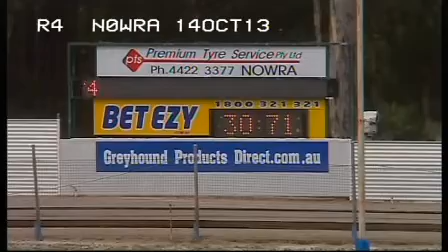 R4 NOWRA 14OCT13
pts Premium Tyre Service Pty Ltd
Ph.4422 3377 NOWRA
4
1800 321 321
BET EZY
30:71
Greyhound Products Direct.com.au